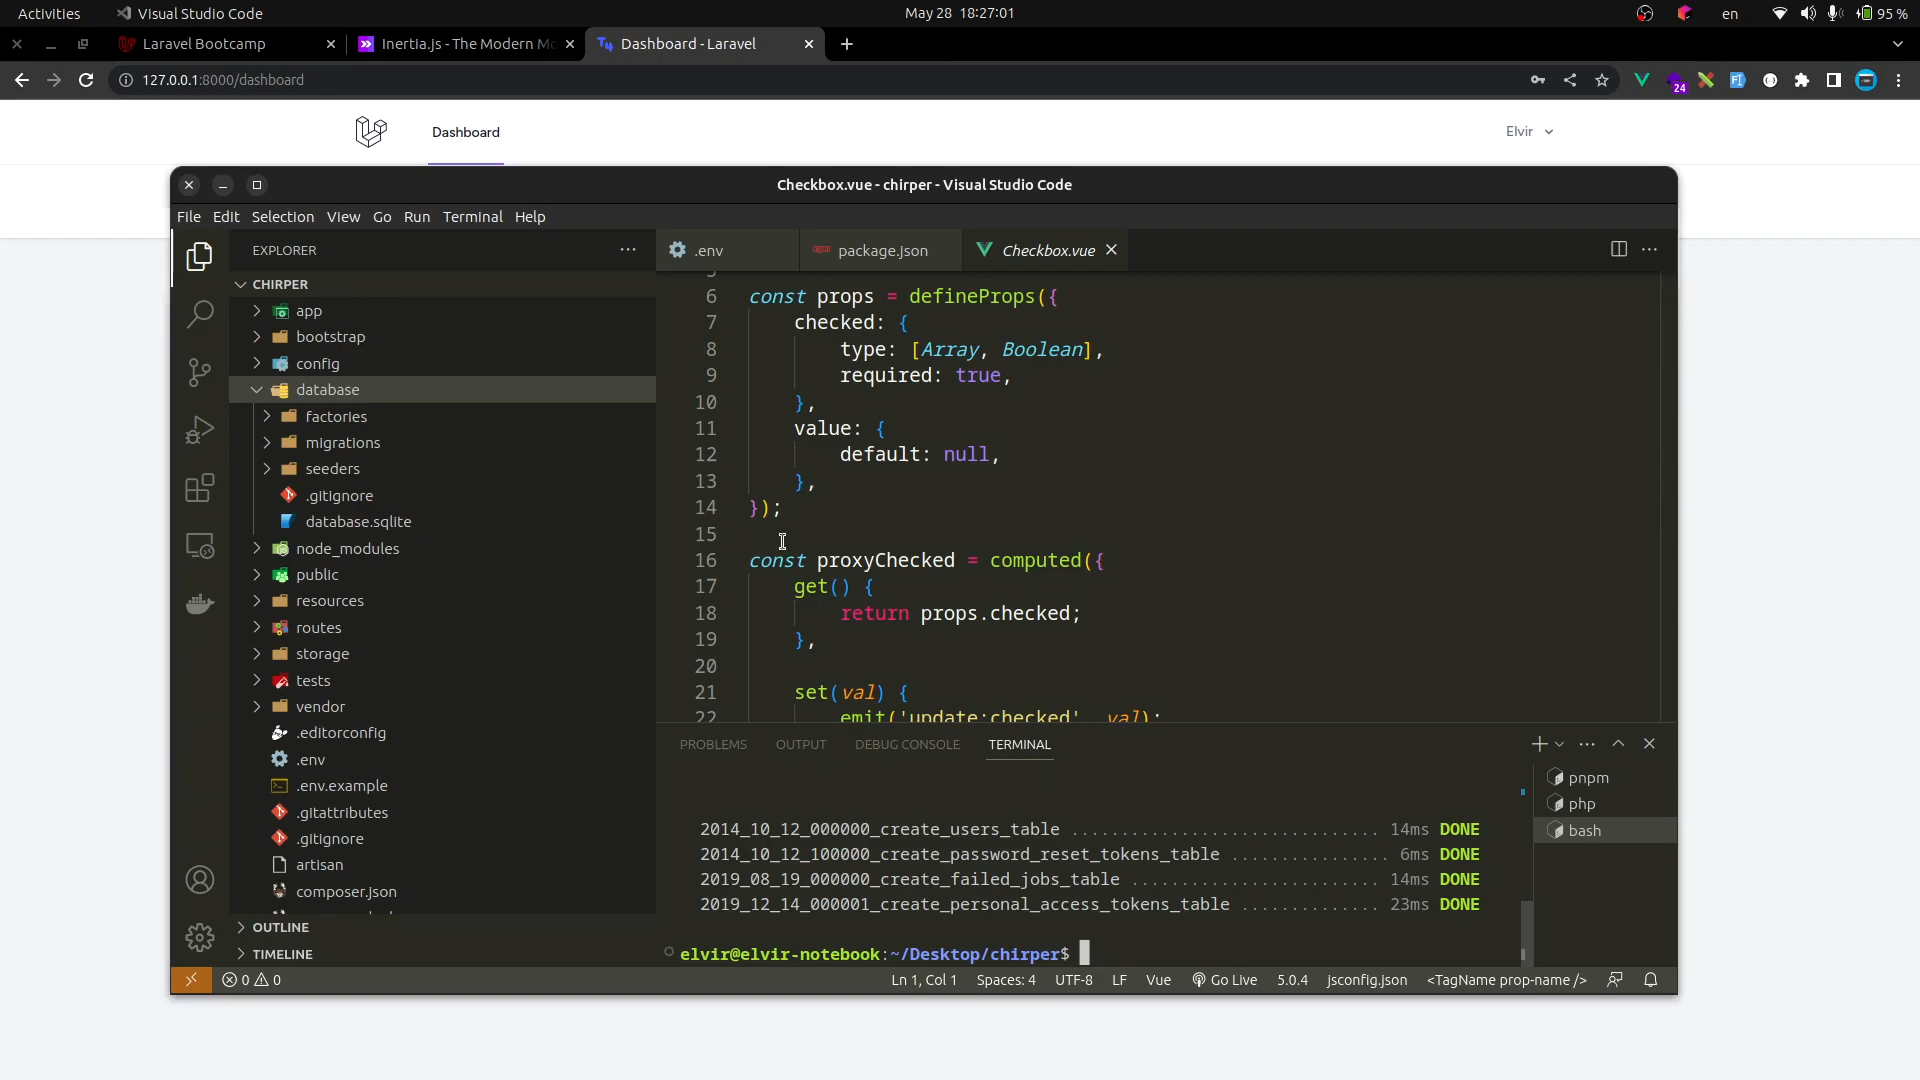 Activities
Visual Studio Code
May 28 18:27:01
en
95 %
Laravel Bootcamp
Inertia.js - The Modern Mo
Dashboard - Laravel
127.0.0.1:8000/dashboard
24
Dashboard
Elvir
Checkbox.vue - chirper - Visual Studio Code
File Edit Selection View Go Run Terminal Help
EXPLORER
.env
package.json
Checkbox.vue
CHIRPER
app
bootstrap
config
database
factories
migrations
seeders
.gitignore
database.sqlite
node_modules
public
resources
routes
storage
tests
vendor
.editorconfig
.env
.env.example
.gitattributes
.gitignore
artisan
composer.json
OUTLINE
TIMELINE
5
6 const props = defineProps({
7 checked: {
8 type: [Array, Boolean],
9 required: true,
10 },
11 value: {
12 default: null,
13 },
14 });
15
16 const proxyChecked = computed({
17 get() {
18 return props.checked;
19 },
20
21 set(val) {
22 emit('update:checked', val);
PROBLEMS OUTPUT DEBUG CONSOLE TERMINAL
2014_10_12_000000_create_users_table ............................... 14ms DONE
2014_10_12_100000_create_password_reset_tokens_table ................ 6ms DONE
2019_08_19_000000_create_failed_jobs_table ......................... 14ms DONE
2019_12_14_000001_create_personal_access_tokens_table .............. 23ms DONE
elvir@elvir-notebook:~/Desktop/chirper$
pnpm
php
bash
0 0
Ln 1, Col 1
Spaces: 4
UTF-8
LF
Vue
Go Live
5.0.4
jsconfig.json
<TagName prop-name />